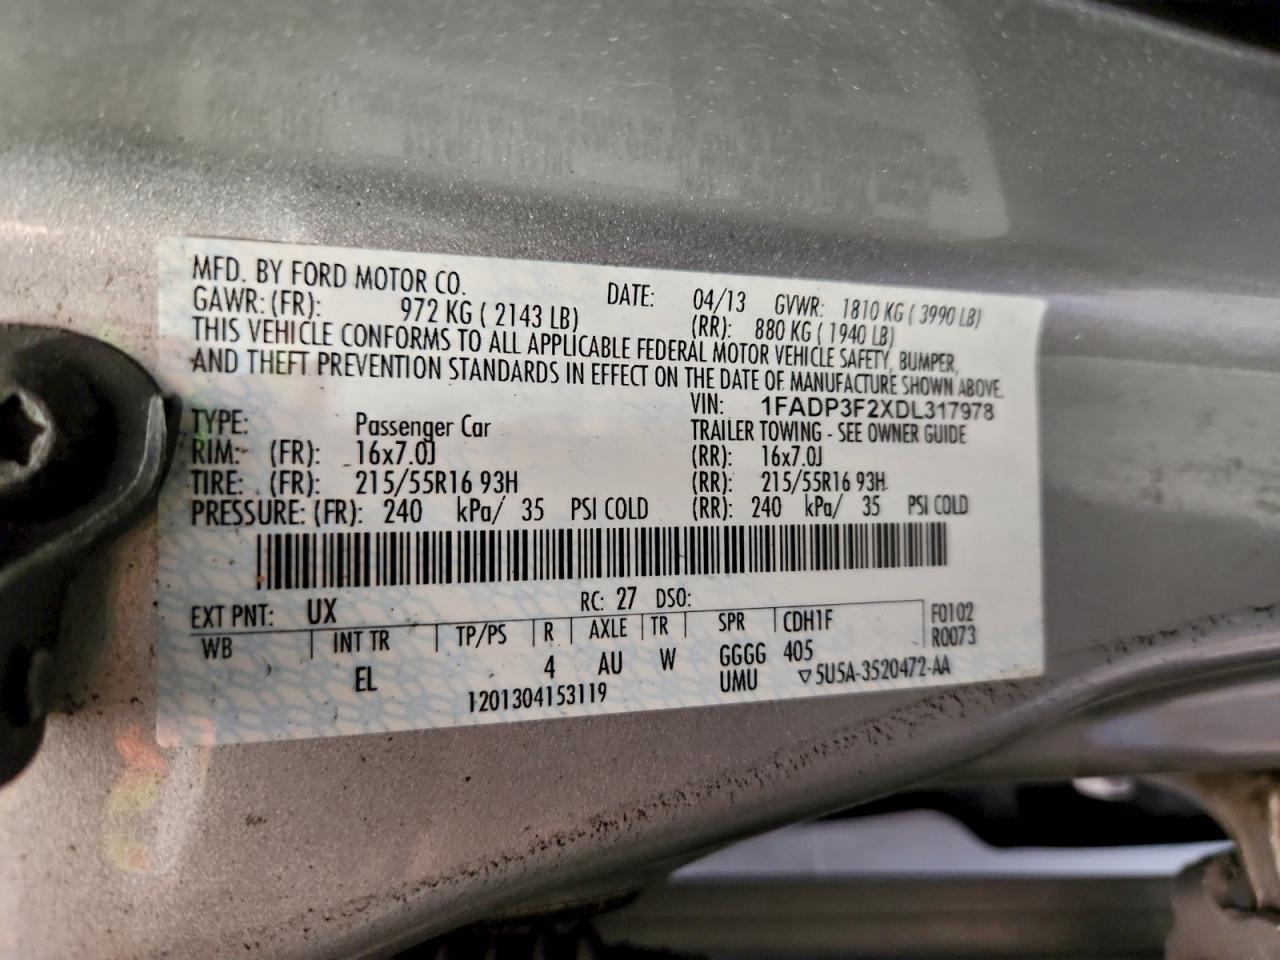 MFD. BY FORD MOTOR CO.
DATE: 04/13 GVWR: 1810 KG ( 3990 LB)
GAWR: (FR): 972 KG ( 2143 LB) (RR): 880 KG ( 1940 LB)
THIS VEHICLE CONFORMS TO ALL APPLICABLE FEDERAL MOTOR VEHICLE SAFETY, BUMPER,
AND THEFT PREVENTION STANDARDS IN EFFECT ON THE DATE OF MANUFACTURE SHOWN ABOVE.
VIN: 1FADP3F2XDL317978
TYPE: Passenger Car TRAILER TOWING - SEE OWNER GUIDE
RIM: (FR): 16x7.0J (RR): 16x7.0J
TIRE: (FR): 215/55R16 93H (RR): 215/55R16 93H
PRESSURE: (FR): 240 kPa/ 35 PSI COLD (RR): 240 kPa/ 35 PSI COLD
EXT PNT: UX RC: 27 DSO:
WB INT TR TP/PS R AXLE TR SPR CDH1F F0102
R0073
EL 4 AU W GGGG 405
UMU ▽5U5A-3520472-AA
1201304153119